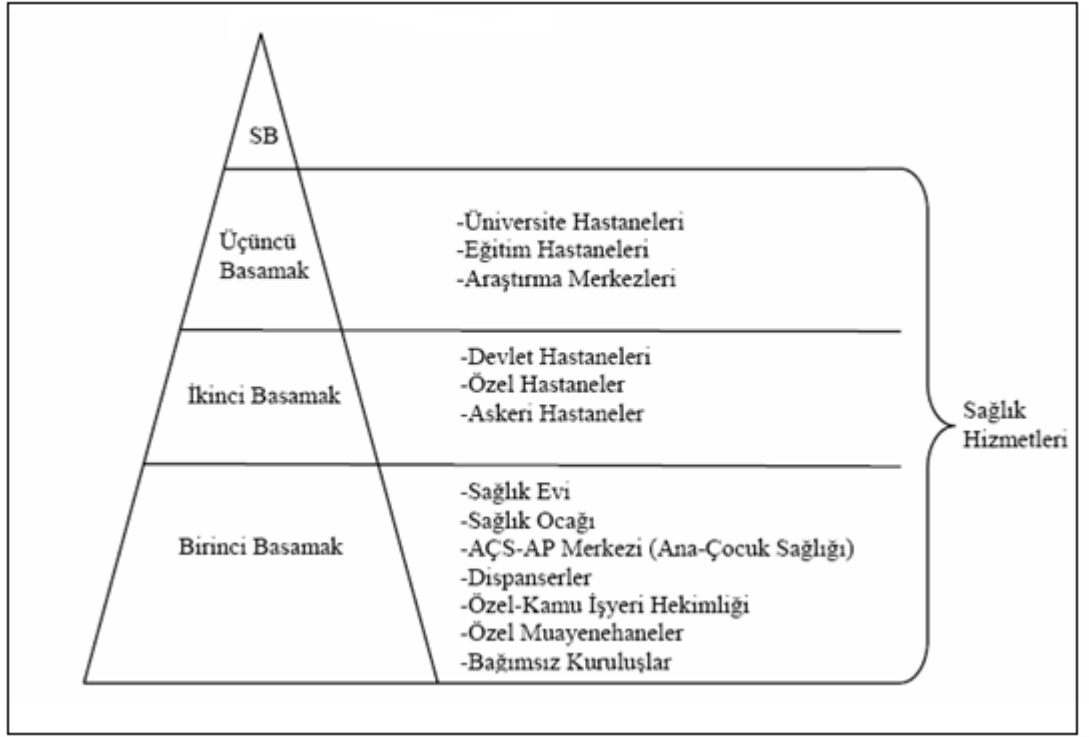 SB
Üçüncü
Basamak
-Üniversite Hastaneleri
-Eğitim Hastaneleri
-Araştırma Merkezleri
İkinci Basamak
-Devlet Hastaneleri
-Özel Hastaneler
-Askeri Hastaneler
Sağlık
Hizmetleri
Birinci Basamak
-Sağlık Evi
-Sağlık Ocağı
-AÇS-AP Merkezi (Ana-Çocuk Sağlığı)
-Dispanserler
-Özel-Kamu İşyeri Hekimliği
-Özel Muayenehaneler
-Bağımsız Kuruluşlar